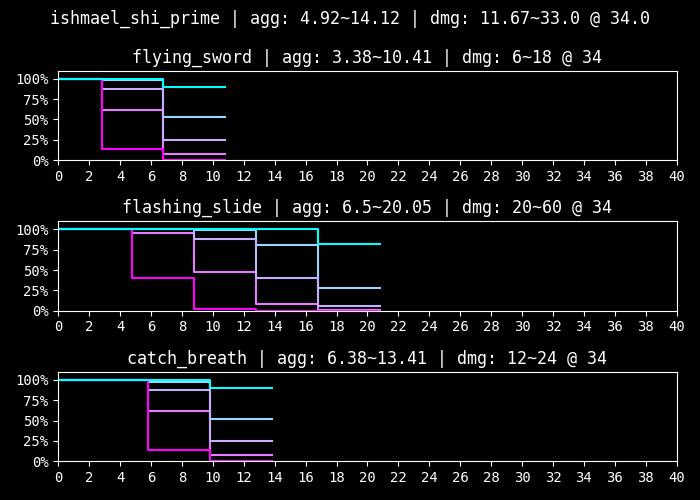 ishmael_shi_prime | agg: 4.92~14.12 | dmg: 11.67~33.0 @ 34.0
flying_sword | agg: 3.38~10.41 | dmg: 6~18 @ 34
100%
75%
50%
25%
0%
0 2 4 6 8 10 12 14 16 18 20 22 24 26 28 30 32 34 36 38 40
flashing_slide | agg: 6.5~20.05 | dmg: 20~60 @ 34
100%
75%
50%
25%
0%
0 2 4 6 8 10 12 14 16 18 20 22 24 26 28 30 32 34 36 38 40
catch_breath | agg: 6.38~13.41 | dmg: 12~24 @ 34
100%
75%
50%
25%
0%
0 2 4 6 8 10 12 14 16 18 20 22 24 26 28 30 32 34 36 38 40